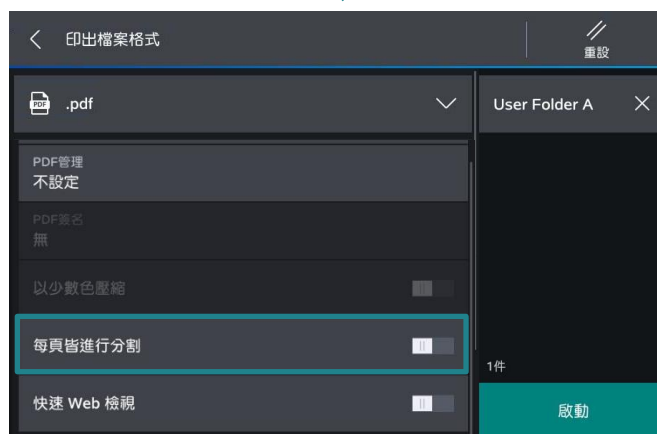 印出檔案格式
重設
PDF .pdf
User Folder A
PDF管理
不設定
PDF簽名
無
以少數色壓縮
每頁皆進行分割
1件
快速 Web 檢視
啟動